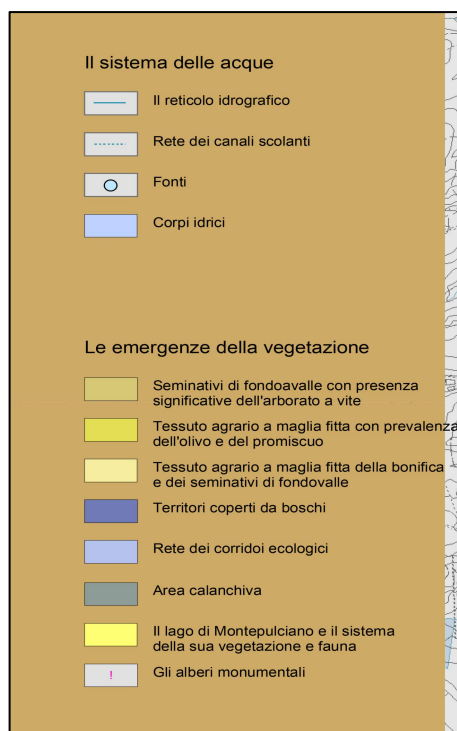 Il sistema delle acque
Il reticolo idrografico
Rete dei canali scolanti
Fonti
Corpi idrici
Le emergenze della vegetazione
Seminativi di fondoavalle con presenza
significative dell'arborato a vite
Tessuto agrario a maglia fitta con prevalenza
dell'olivo e del promiscuo
Tessuto agrario a maglia fitta della bonifica
e dei seminativi di fondovalle
Territori coperti da boschi
Rete dei corridoi ecologici
Area calanchiva
Il lago di Montepulciano e il sistema
della sua vegetazione e fauna
! Gli alberi monumentali